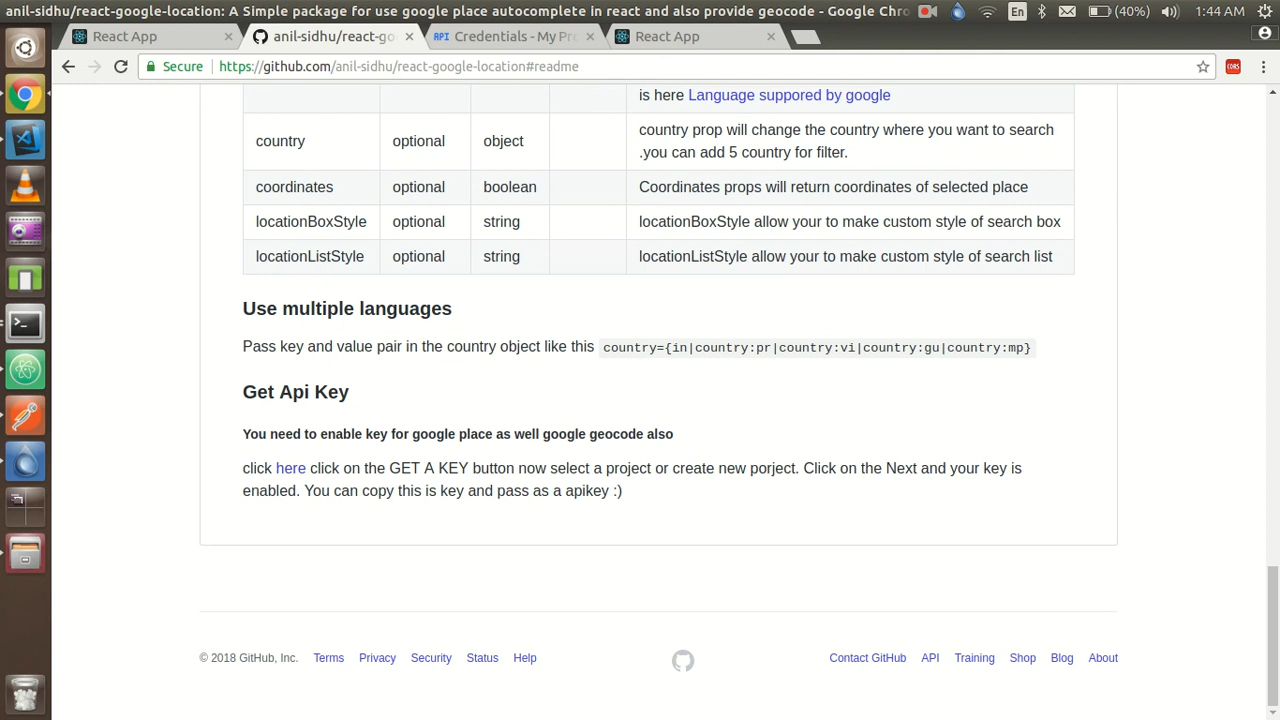 anil-sidhu/react-google-location: A Simple package for use google place autocomplete in react and also provide geocode - Google Chro
En
(40%)
1:44 AM
React App
anil-sidhu/react-go
API Credentials - My Pr
React App
Secure
https://github.com/anil-sidhu/react-google-location#readme
CORS
is here Language suppored by google
country optional object country prop will change the country where you want to search
.you can add 5 country for filter.
coordinates optional boolean Coordinates props will return coordinates of selected place
locationBoxStyle optional string locationBoxStyle allow your to make custom style of search box
locationListStyle optional string locationListStyle allow your to make custom style of search list
Use multiple languages
Pass key and value pair in the country object like this country={in|country:pr|country:vi|country:gu|country:mp}
Get Api Key
You need to enable key for google place as well google geocode also
click here click on the GET A KEY button now select a project or create new porject. Click on the Next and your key is
enabled. You can copy this is key and pass as a apikey :)
© 2018 GitHub, Inc. Terms Privacy Security Status Help
Contact GitHub API Training Shop Blog About